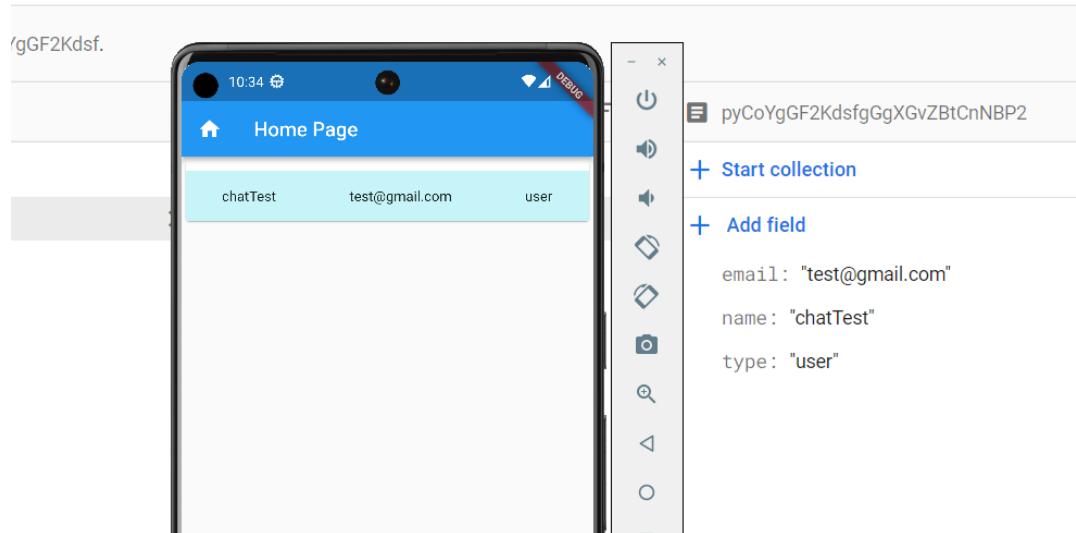 YgGF2Kdsf.
10:34
DEBUG
Home Page
pyCoYgGF2KdsfgGgXGvZBtCnNBP2
Start collection
chatTest test@gmail.com user
Add field
email: "test@gmail.com"
name: "chatTest"
type: "user"